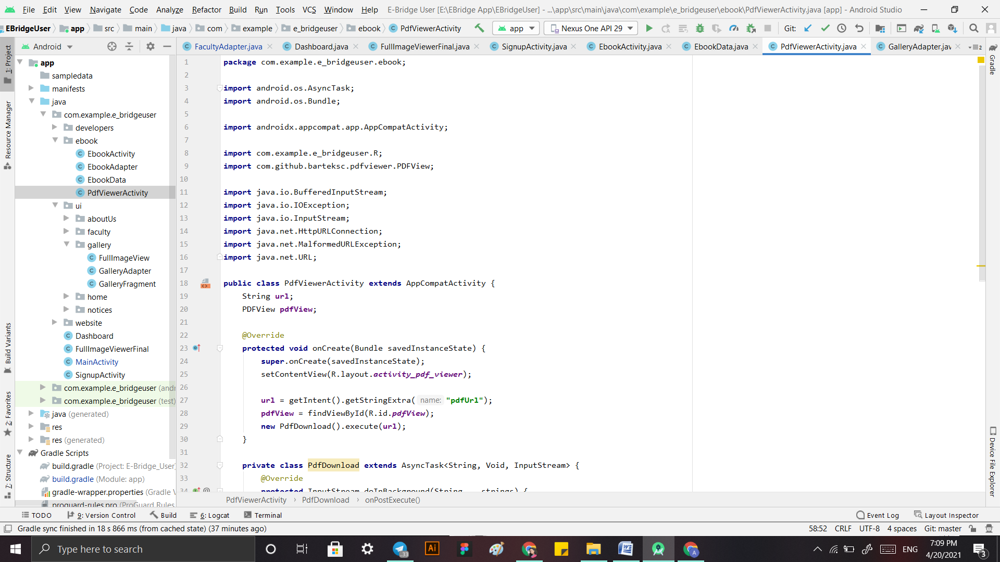 File Edit View Navigate Code Analyze Refactor Build Run Tools VCS Window Help E-Bridge User [E:\EBridge App\EBridgeUser] - ...\app\src\main\java\com\example\e_bridgeuser\ebook\PdfViewerActivity.java [app] - Android Studio
EBridgeUser app src main java com example e_bridgeuser ebook PdfViewerActivity app Nexus One API 29 Git:
Android FacultyAdapter.java Dashboard.java FullImageViewerFinal.java SignupActivity.java EbookActivity.java EbookData.java PdfViewerActivity.java GalleryAdapter.jav 2
1: Project
Resource Manager
Build Variants
2: Favorites
7: Structure
app
sampledata
manifests
java
com.example.e_bridgeuser
developers
ebook
EbookActivity
EbookAdapter
EbookData
PdfViewerActivity
ui
aboutUs
faculty
gallery
FullImageView
GalleryAdapter
GalleryFragment
home
notices
website
Dashboard
FullImageViewerFinal
MainActivity
SignupActivity
com.example.e_bridgeuser (andr
com.example.e_bridgeuser (test)
java (generated)
res
res (generated)
Gradle Scripts
build.gradle (Project: E-Bridge_User
build.gradle (Module: app)
gradle-wrapper.properties (Gradle V
proguard-rules.pro (ProGuard Rules
1 package com.example.e_bridgeuser.ebook;
2
3 import android.os.AsyncTask;
4 import android.os.Bundle;
5
6 import androidx.appcompat.app.AppCompatActivity;
7
8 import com.example.e_bridgeuser.R;
9 import com.github.barteksc.pdfviewer.PDFView;
10
11 import java.io.BufferedInputStream;
12 import java.io.IOException;
13 import java.io.InputStream;
14 import java.net.HttpURLConnection;
15 import java.net.MalformedURLException;
16 import java.net.URL;
17
18 public class PdfViewerActivity extends AppCompatActivity {
19 String url;
20 PDFView pdfView;
21
22 @Override
23 protected void onCreate(Bundle savedInstanceState) {
24 super.onCreate(savedInstanceState);
25 setContentView(R.layout.activity_pdf_viewer);
26
27 url = getIntent().getStringExtra( name: "pdfUrl");
28 pdfView = findViewById(R.id.pdfView);
29 new PdfDownload().execute(url);
30 }
31
32 private class PdfDownload extends AsyncTask<String, Void, InputStream> {
33 @Override
34 protected InputStream doInBackground(String... strings) {
PdfViewerActivity PdfDownload onPostExecute()
Gradle
Device File Explorer
TODO 9: Version Control Build 6: Logcat Terminal Event Log Layout Inspector
Gradle sync finished in 18 s 866 ms (from cached state) (37 minutes ago) 58:52 CRLF UTF-8 4 spaces Git: master
Type here to search .33 Ai A ENG 7:09 PM
4/20/2021 3